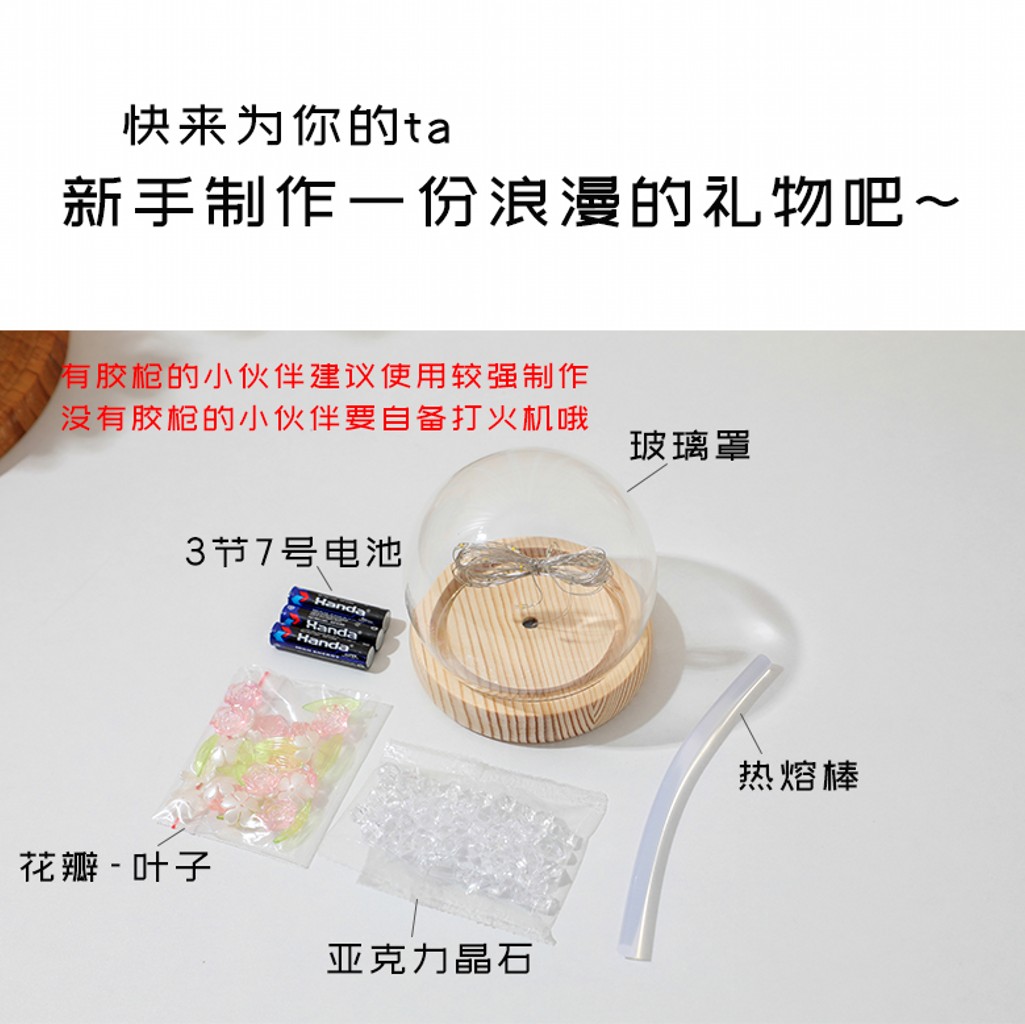 快来为你的ta
新手制作一份浪漫的礼物吧~
有胶枪的小伙伴建议使用较强制作
没有胶枪的小伙伴要自备打火机哦
玻璃罩
3节7号电池
Handa
Handa
Handa
热熔棒
花瓣-叶子
亚克力晶石